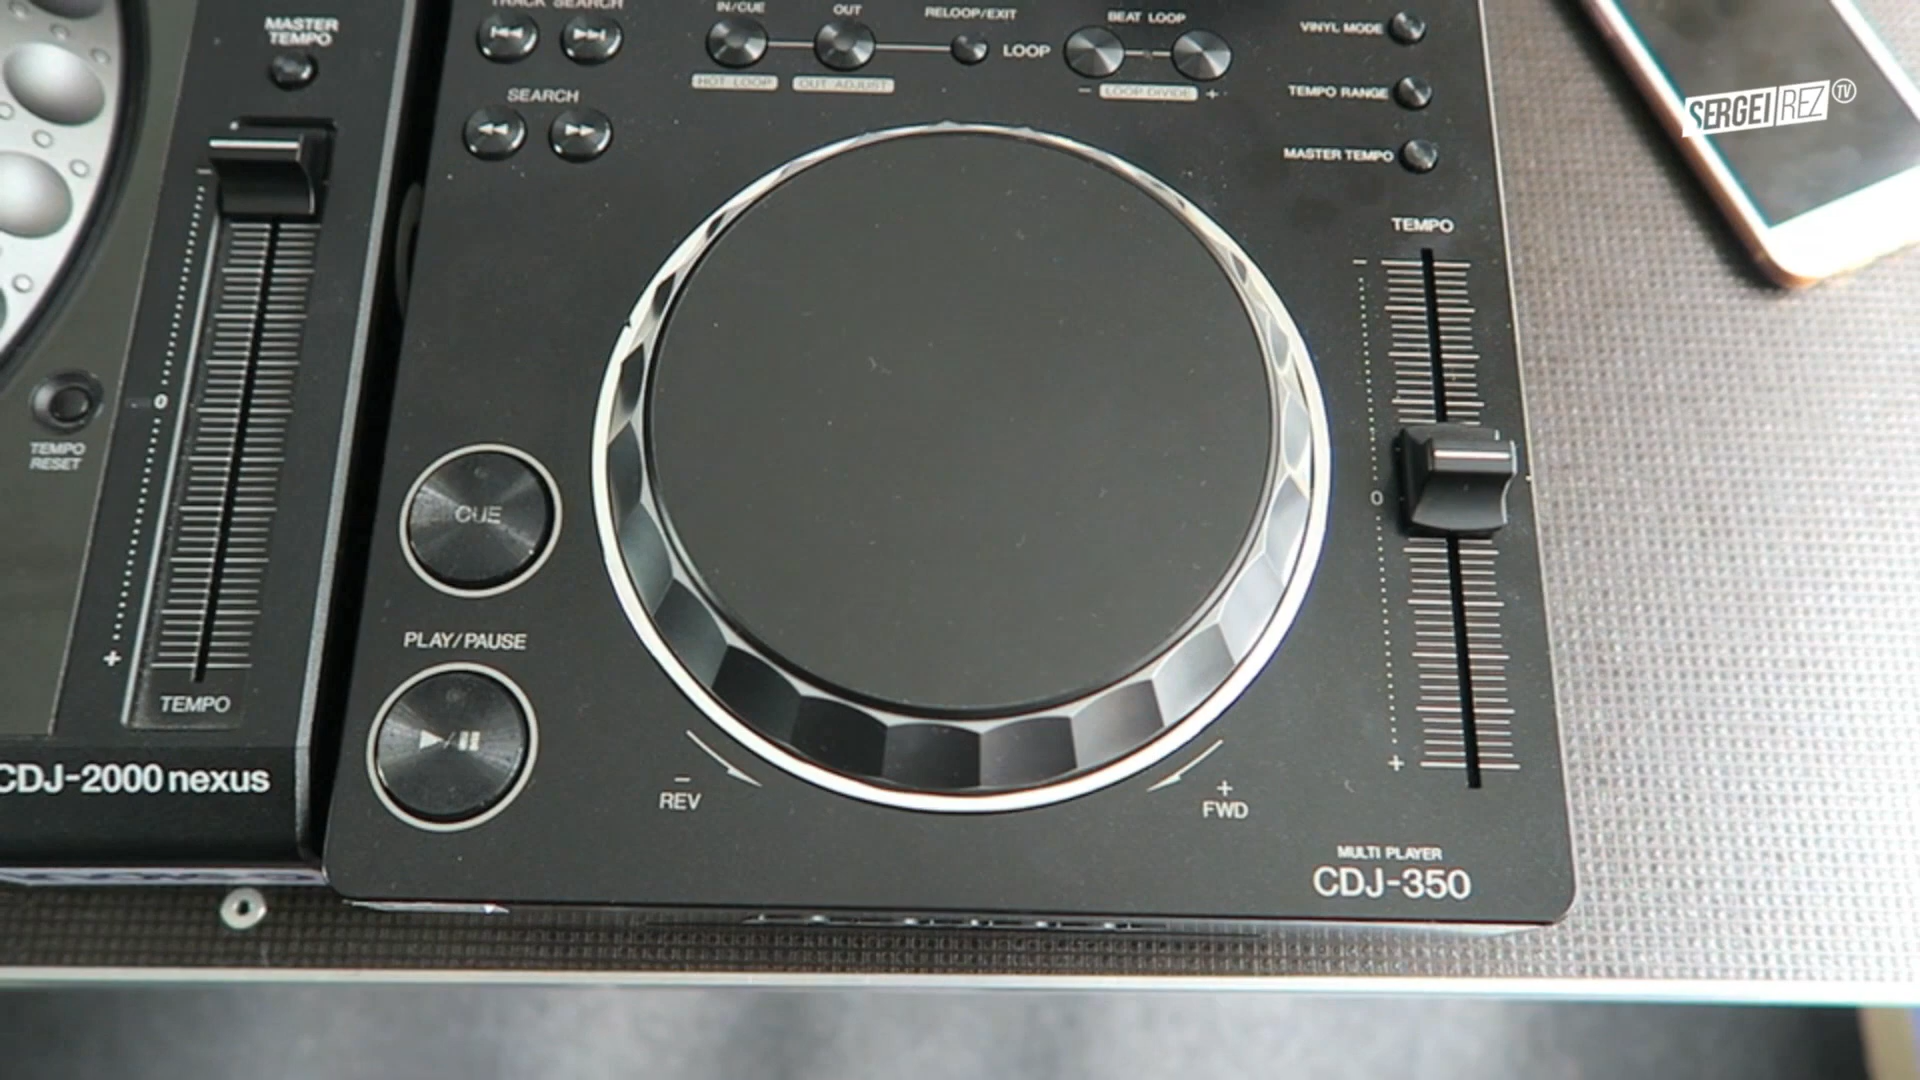 MASTER
TEMPO
0
TEMPO
RESET
+
TEMPO
CDJ-2000 nexus
TRACK SEARCH
SEARCH
IN/CUE
OUT
RELOOP/EXIT
LOOP
BEAT LOOP
HOT LOOP
OUT ADJUST
- LOOP DIVIDE +
VINYL MODE
TEMPO RANGE
MASTER TEMPO
TEMPO
-
0
+
CUE
PLAY/PAUSE
-
REV
+
FWD
MULTI PLAYER
CDJ-350
SERGEI REZ TV